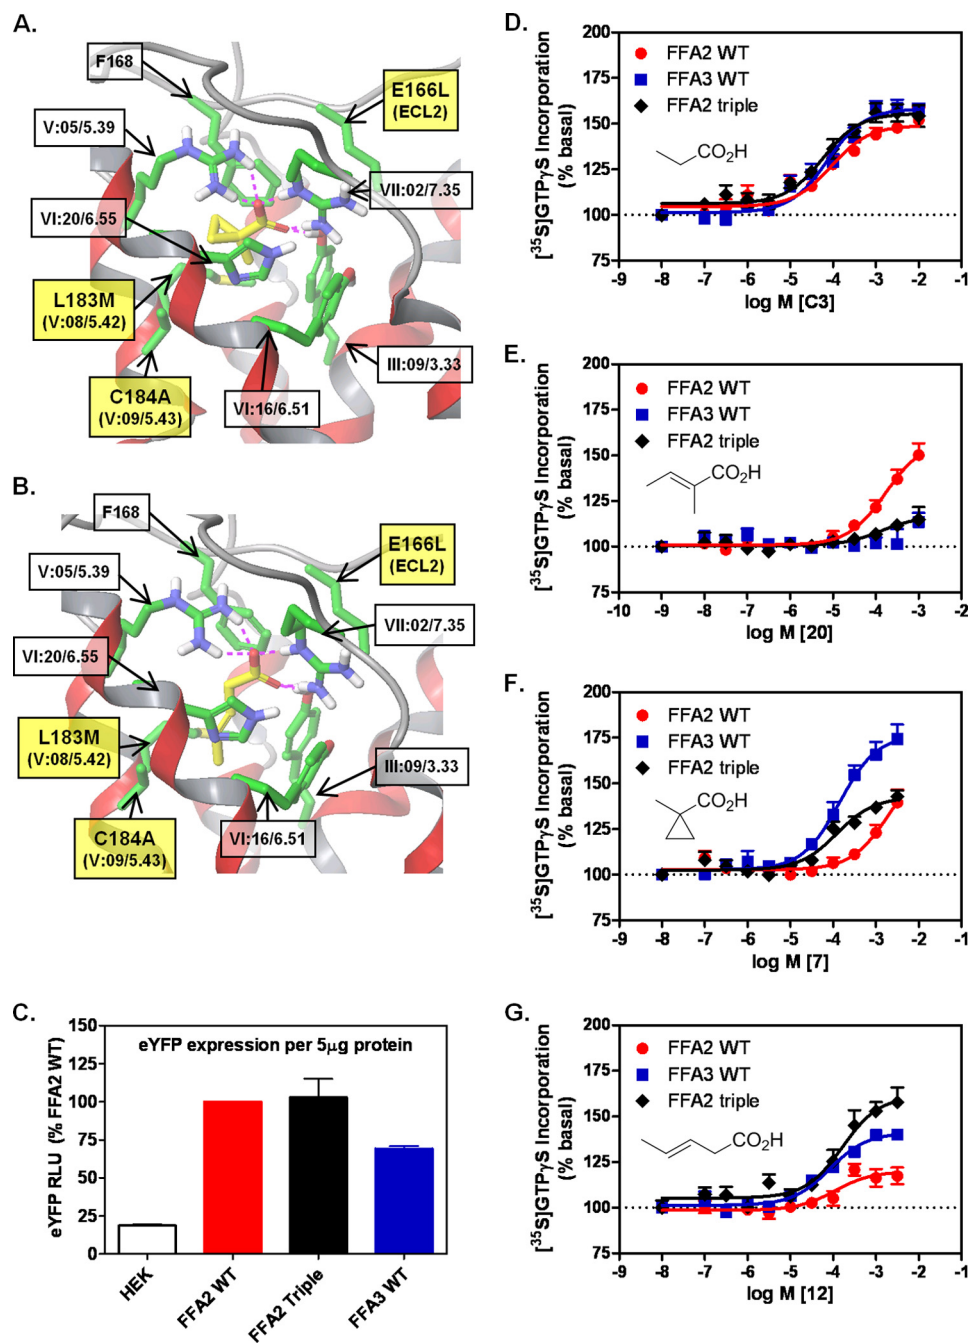 A.
F168
E166L
(ECL2)
V:05/5.39
VII:02/7.35
VI:20/6.55
L183M
(V:08/5.42)
C184A
(V:09/5.43)
VI:16/6.51
III:09/3.33
B.
F168
E166L
(ECL2)
V:05/5.39
VII:02/7.35
VI:20/6.55
L183M
(V:08/5.42)
III:09/3.33
C184A
(V:09/5.43)
VI:16/6.51
C.
eYFP expression per 5μg protein
eYFP RLU (% FFA2 WT)
150
125
100
75
50
25
0
HEK
FFA2 WT
FFA2 Triple
FFA3 WT
D.
[³⁵S]GTPγS Incorporation
(% basal)
200
175
150
125
100
75
FFA2 WT
FFA3 WT
FFA2 triple
CO₂H
-9 -8 -7 -6 -5 -4 -3 -2 -1
log M [C3]
E.
[³⁵S]GTPγS Incorporation
(% basal)
200
175
150
125
100
75
FFA2 WT
FFA3 WT
FFA2 triple
CO₂H
-10 -9 -8 -7 -6 -5 -4 -3 -2
log M [20]
F.
[³⁵S]GTPγS Incorporation
(% basal)
200
175
150
125
100
75
FFA2 WT
FFA3 WT
FFA2 triple
CO₂H
-9 -8 -7 -6 -5 -4 -3 -2 -1
log M [7]
G.
[³⁵S]GTPγS Incorporation
(% basal)
200
175
150
125
100
75
FFA2 WT
FFA3 WT
FFA2 triple
CO₂H
-9 -8 -7 -6 -5 -4 -3 -2 -1
log M [12]